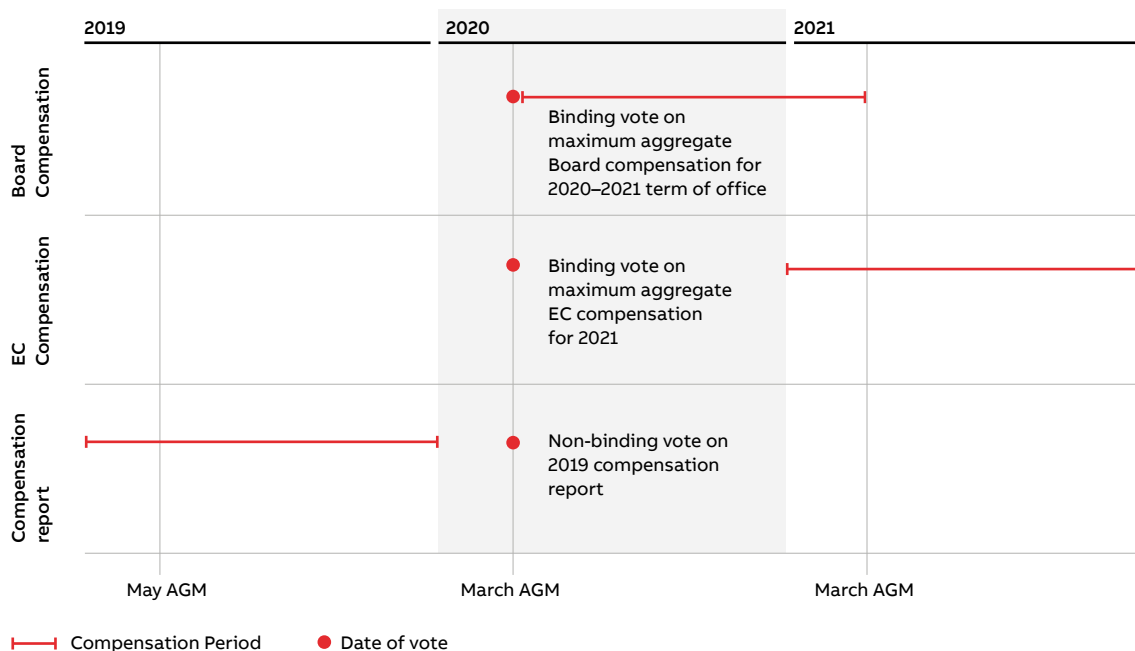 2019
2020
2021
Board
Compensation
Binding vote on
maximum aggregate
Board compensation for
2020–2021 term of office
EC
Compensation
Binding vote on
maximum aggregate
EC compensation
for 2021
Compensation
report
Non-binding vote on
2019 compensation
report
May AGM
March AGM
March AGM
Compensation Period
Date of vote